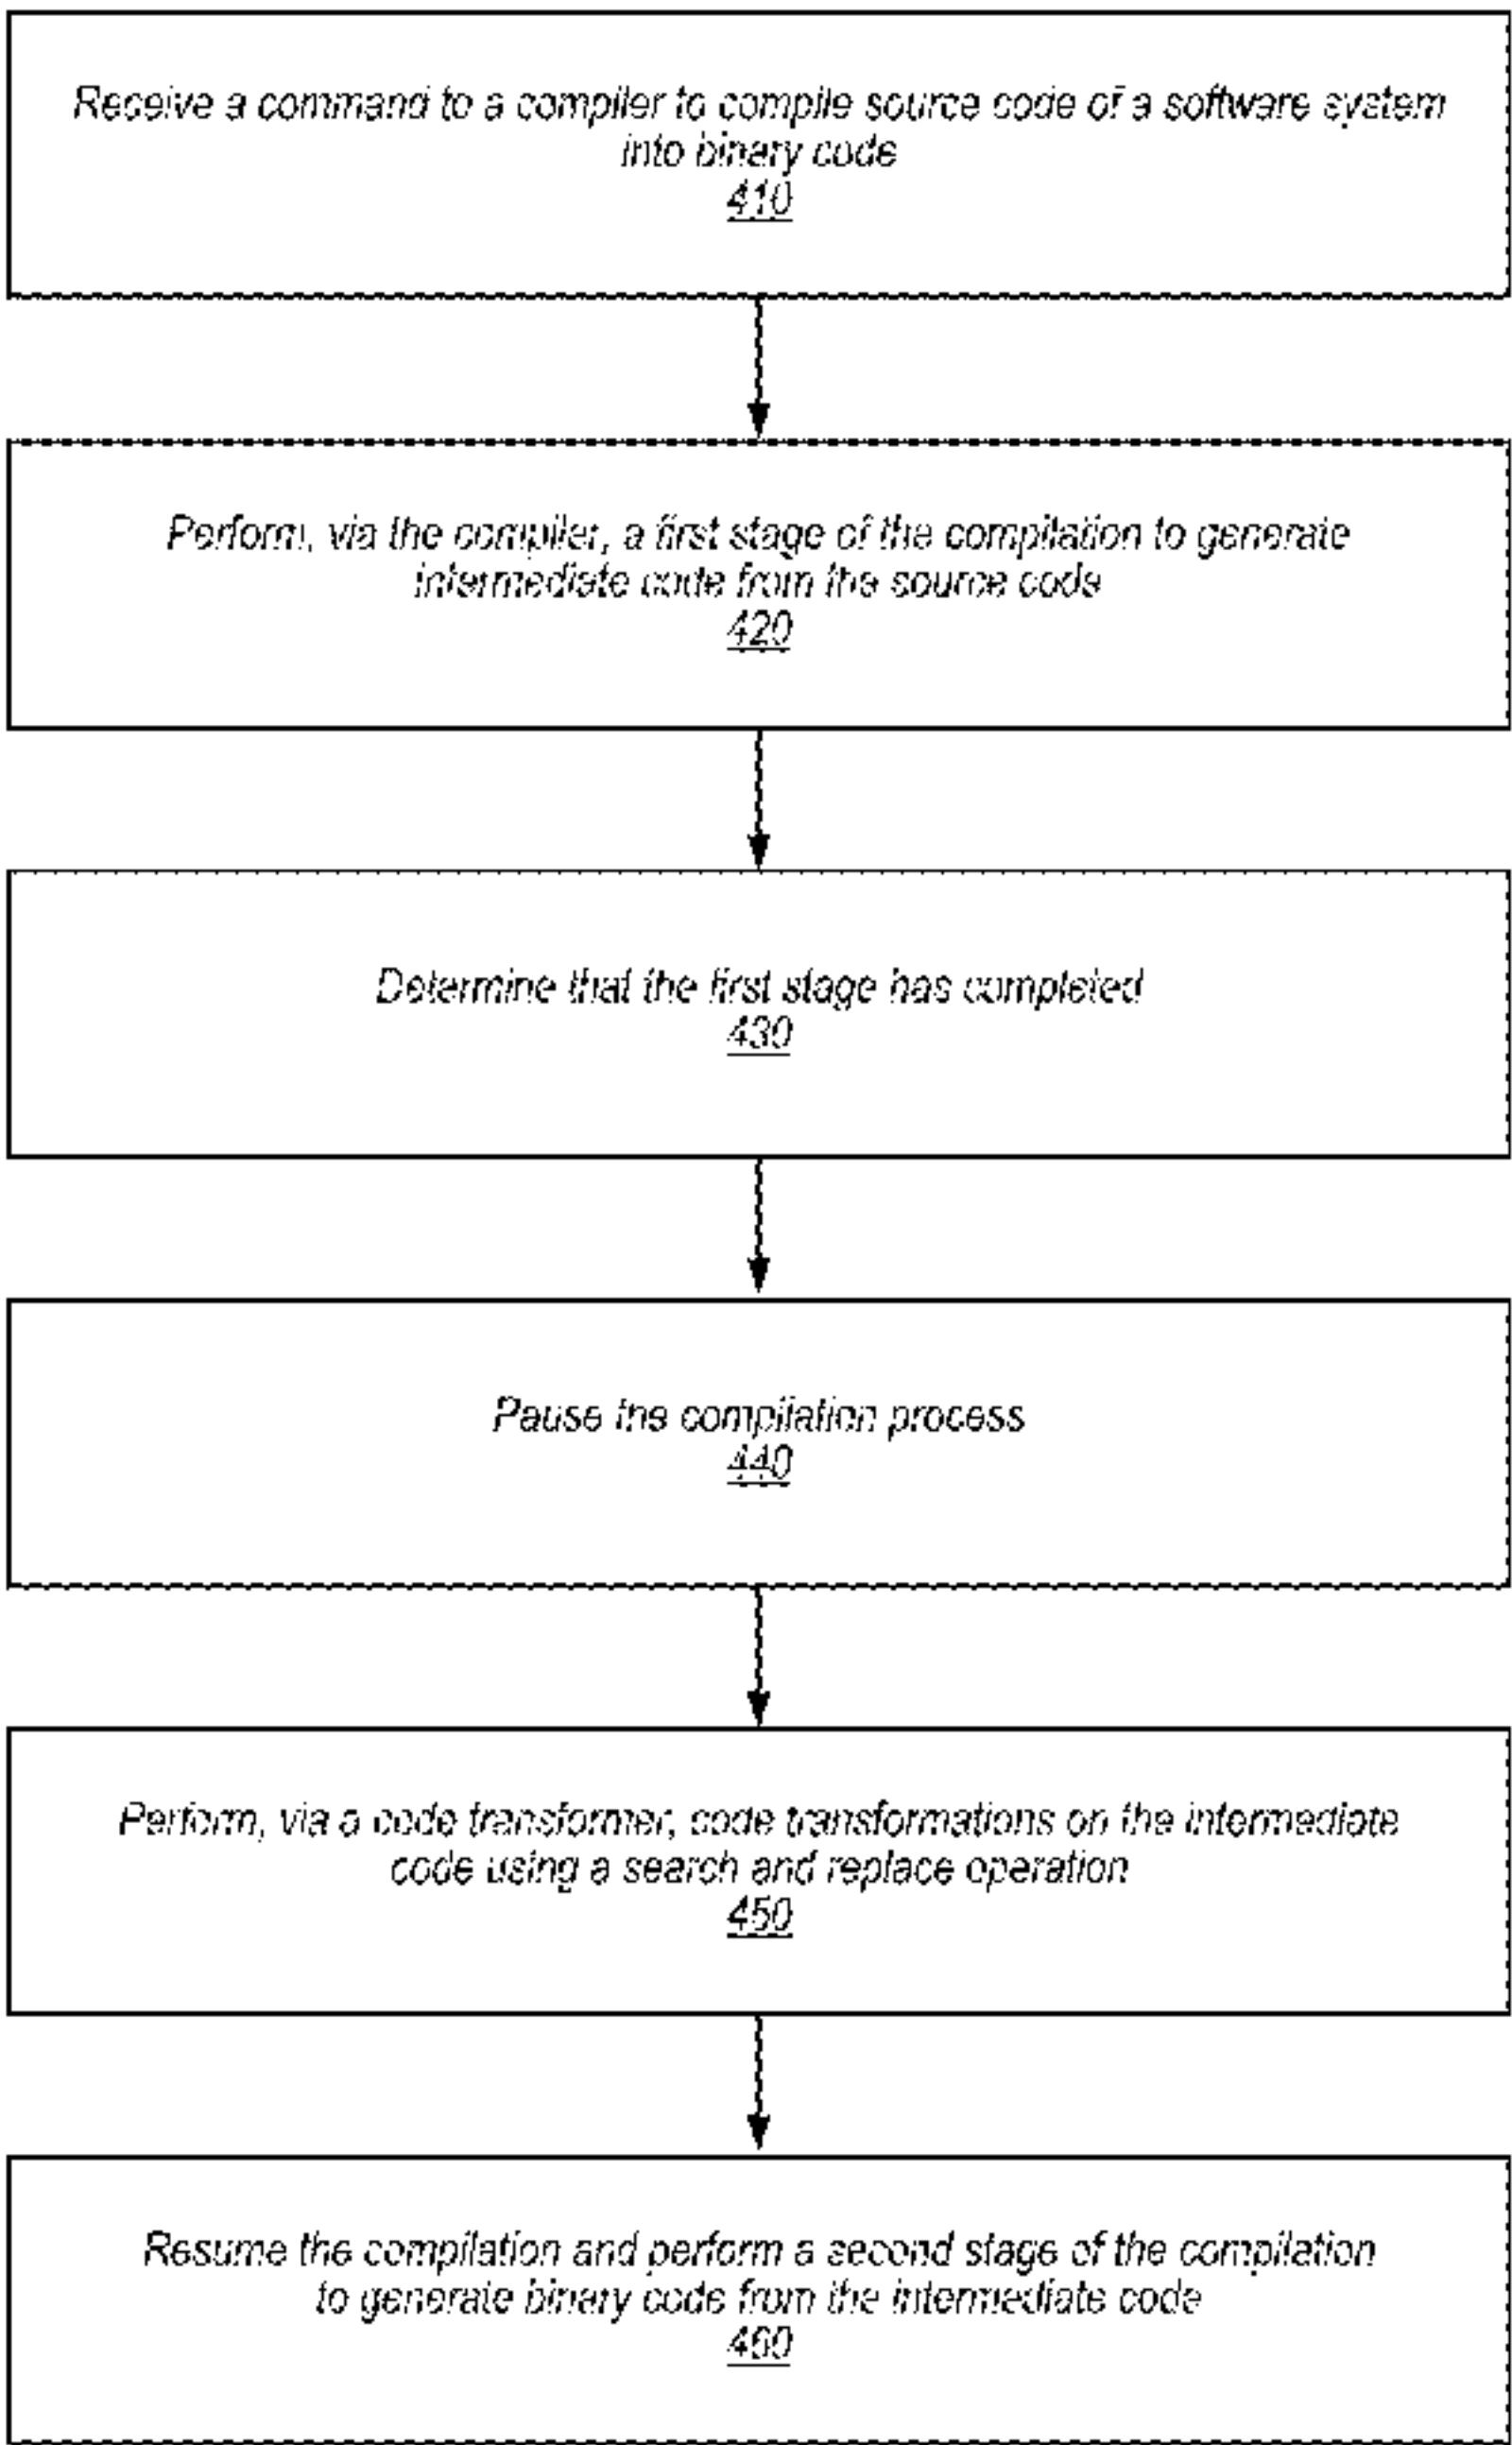 Receive a command to a compiler to compile source code of a software system
into binary code
410
Perform, via the compiler, a first stage of the compilation to generate
intermediate code from the source code
420
Determine that the first stage has completed
430
Pause the compilation process
440
Perform, via a code transformer, code transformations on the intermediate
code using a search and replace operation
450
Resume the compilation and perform a second stage of the compilation
to generate binary code from the intermediate code
460